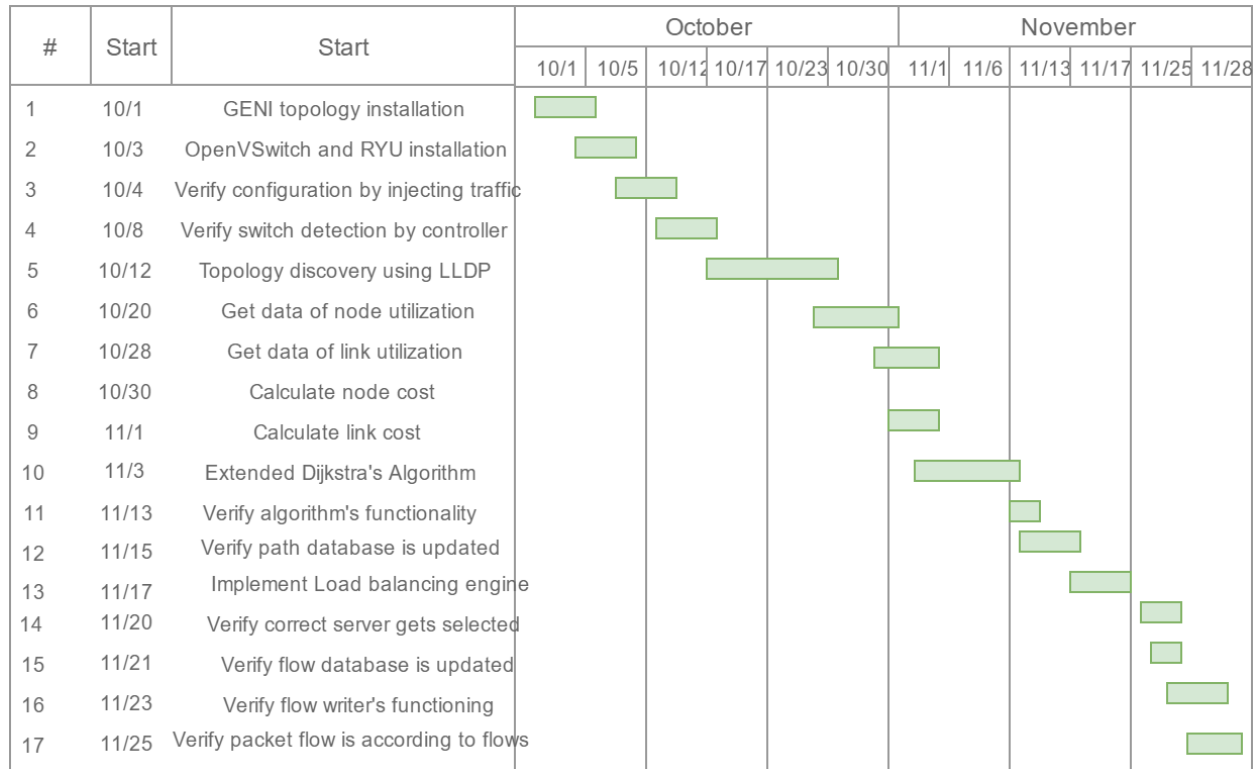 # Start Start October November
10/1 10/5 10/12 10/17 10/23 10/30 11/1 11/6 11/13 11/17 11/25 11/28
1 10/1 GENI topology installation
2 10/3 OpenVSwitch and RYU installation
3 10/4 Verify configuration by injecting traffic
4 10/8 Verify switch detection by controller
5 10/12 Topology discovery using LLDP
6 10/20 Get data of node utilization
7 10/28 Get data of link utilization
8 10/30 Calculate node cost
9 11/1 Calculate link cost
10 11/3 Extended Dijkstra's Algorithm
11 11/13 Verify algorithm's functionality
12 11/15 Verify path database is updated
13 11/17 Implement Load balancing engine
14 11/20 Verify correct server gets selected
15 11/21 Verify flow database is updated
16 11/23 Verify flow writer's functioning
17 11/25 Verify packet flow is according to flows